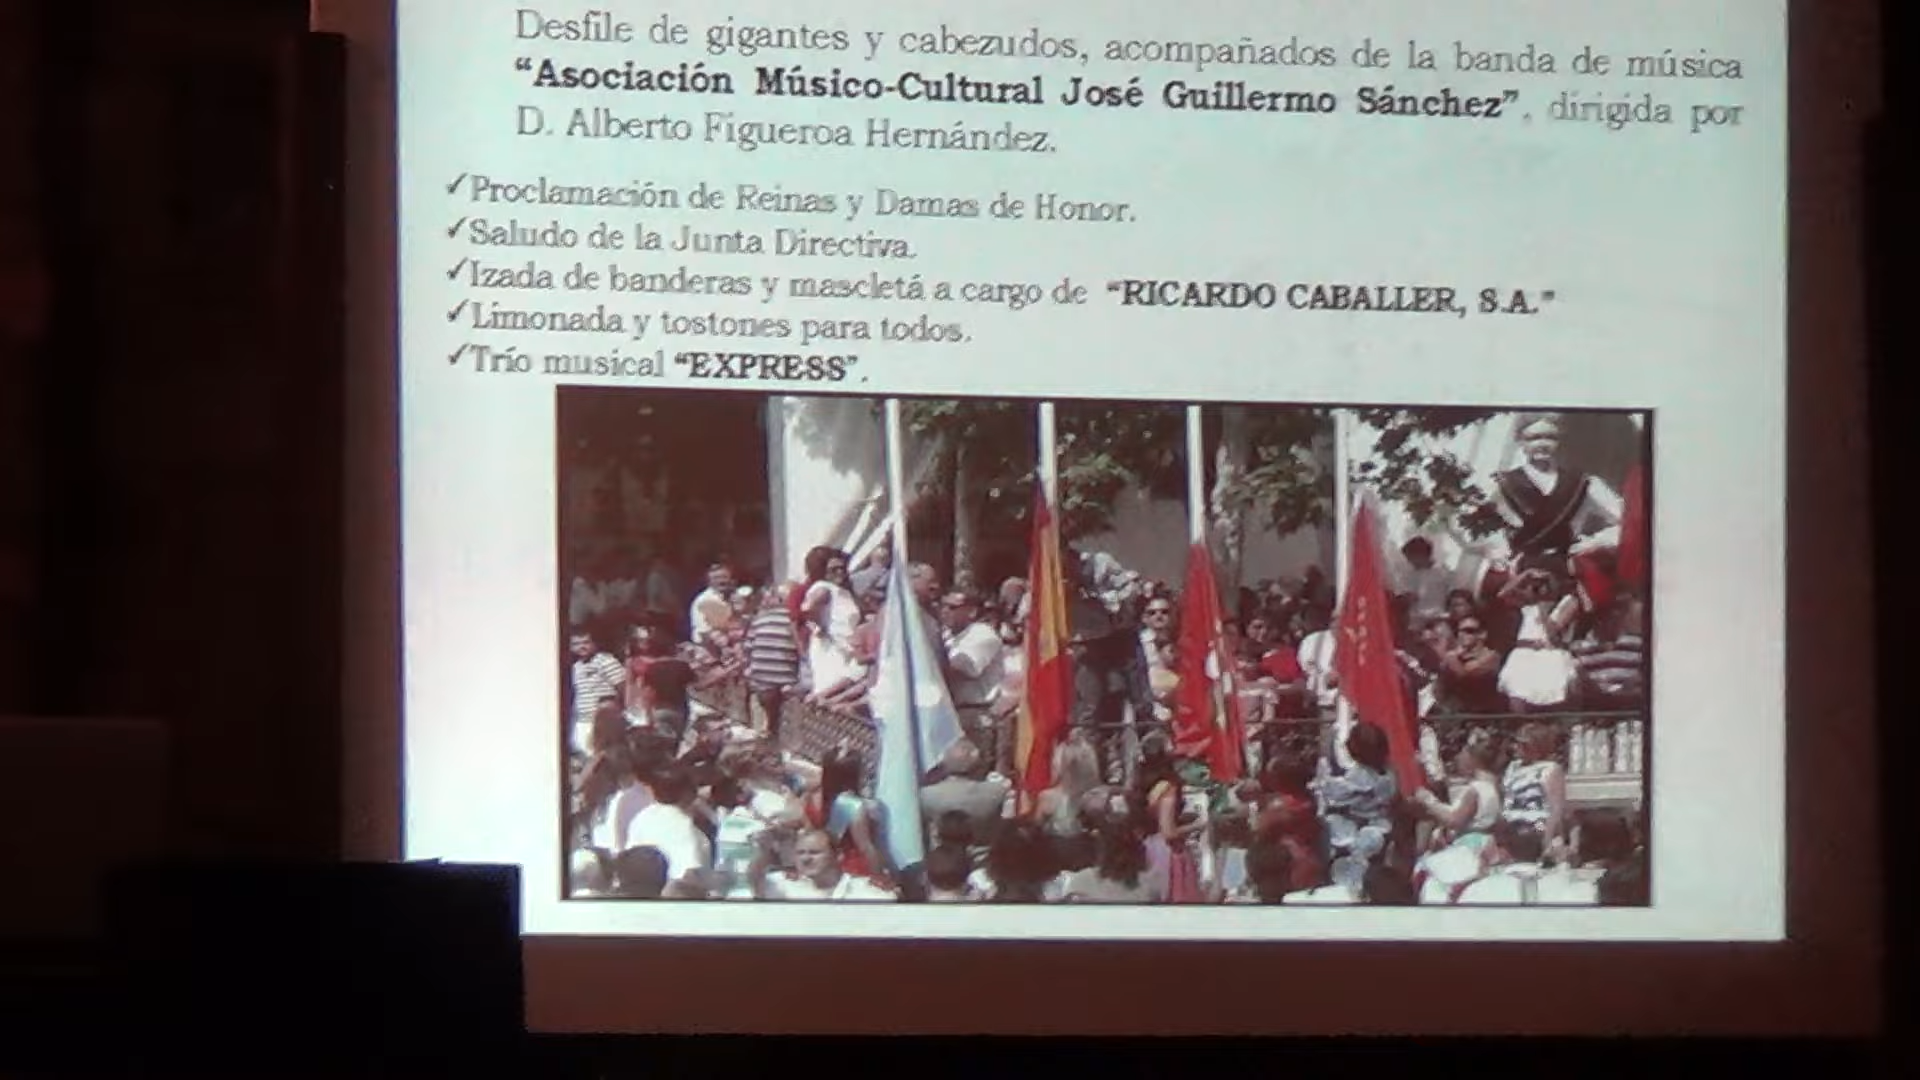 Desfile de gigantes y cabezudos, acompañados de la banda de música
“Asociación Músico-Cultural José Guillermo Sánchez”, dirigida por
D. Alberto Figueroa Hernández.
✓Proclamación de Reinas y Damas de Honor.
✓Saludo de la Junta Directiva.
✓Izada de banderas y mascletá a cargo de “RICARDO CABALLER, S.A.”
✓Limonada y tostones para todos.
✓Trío musical “EXPRESS”.